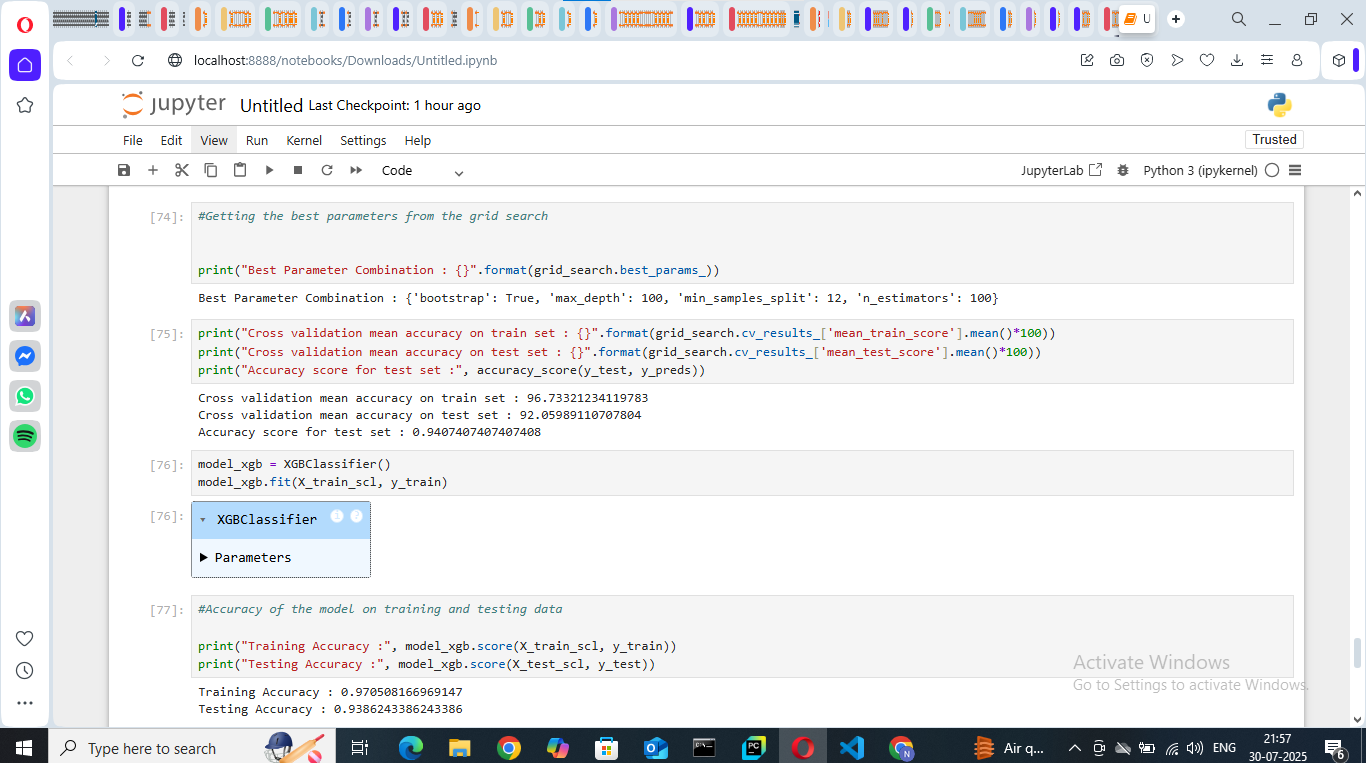 U
localhost:8888/notebooks/Downloads/Untitled.ipynb
jupyter Untitled Last Checkpoint: 1 hour ago
File Edit View Run Kernel Settings Help
Trusted
Code
JupyterLab
Python 3 (ipykernel)
[74]: #Getting the best parameters from the grid search
print("Best Parameter Combination : {}".format(grid_search.best_params_))
Best Parameter Combination : {'bootstrap': True, 'max_depth': 100, 'min_samples_split': 12, 'n_estimators': 100}
[75]: print("Cross validation mean accuracy on train set : {}".format(grid_search.cv_results_['mean_train_score'].mean()*100))
print("Cross validation mean accuracy on test set : {}".format(grid_search.cv_results_['mean_test_score'].mean()*100))
print("Accuracy score for test set :", accuracy_score(y_test, y_preds))
Cross validation mean accuracy on train set : 96.73321234119783
Cross validation mean accuracy on test set : 92.05989110707804
Accuracy score for test set : 0.9407407407407408
[76]: model_xgb = XGBClassifier()
model_xgb.fit(X_train_scl, y_train)
[76]: XGBClassifier i ?
Parameters
[77]: #Accuracy of the model on training and testing data
print("Training Accuracy :", model_xgb.score(X_train_scl, y_train))
print("Testing Accuracy :", model_xgb.score(X_test_scl, y_test))
Training Accuracy : 0.970508166969147
Testing Accuracy : 0.9386243386243386
Activate Windows
Go to Settings to activate Windows.
Type here to search
Air q...
ENG
21:57
30-07-2025
6